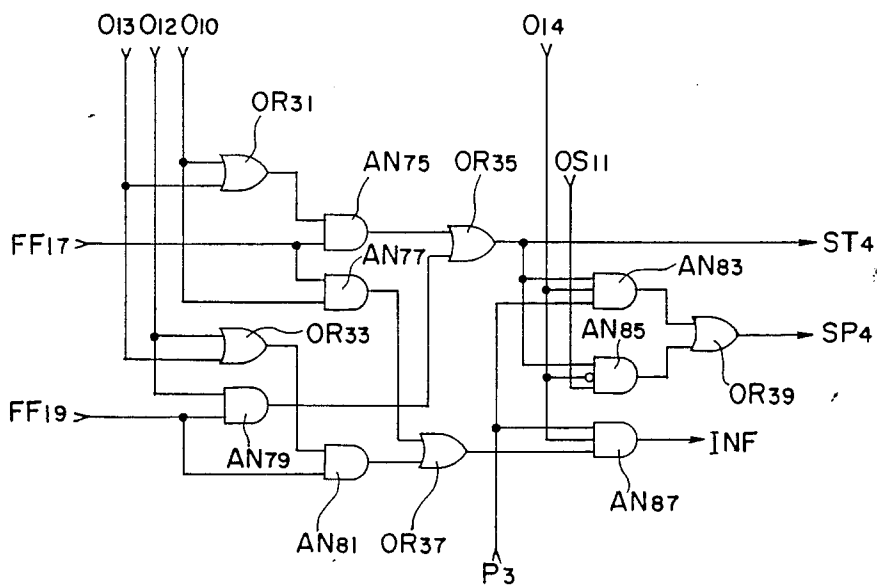 O13 O12 O10 O14
OR31
AN75
OR35
OS11
FF17
ST4
AN77
AN83
OR33
AN85
SP4
OR39
FF19
AN79
INF
AN87
AN81
OR37
P3